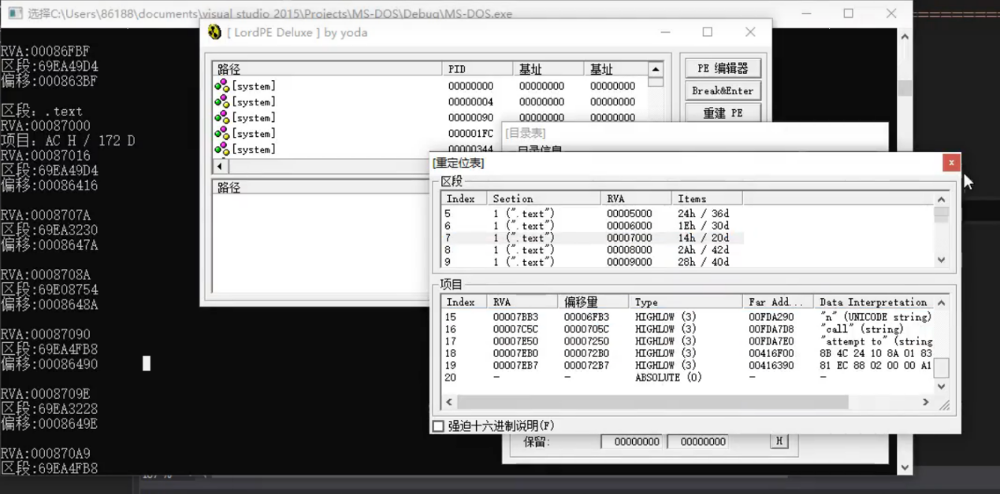 选择C:\Users\86188\documents\visual studio 2015\Projects\MS-DOS\Debug\MS-DOS.exe
RVA:00086FBF
区段:69EA49D4
偏移:000863BF
区段: .text
RVA:00087000
项目: AC H / 172 D
RVA:00087016
区段:69EA49D4
偏移:00086416
RVA:0008707A
区段:69EA3230
偏移:0008647A
RVA:0008708A
区段:69E08754
偏移:0008648A
RVA:00087090
区段:69EA4FB8
偏移:00086490
RVA:0008709E
区段:69EA3228
偏移:0008649E
RVA:000870A9
区段:69EA4FB8
[ LordPE Deluxe ] by yoda
路径 PID 基址 基址
[system] 00000000 00000000 00000000
[system] 00000004 00000000 00000000
[system] 00000090 00000000 00000000
[system] 000001FC
[system] 00000344
路径
PE 编辑器
Break&Enter
重建 PE
[目录表]
目录信息
[重定位表]
区段
Index Section RVA Items
5 1 (".text") 00005000 24h / 36d
6 1 (".text") 00006000 1Eh / 30d
7 1 (".text") 00007000 14h / 20d
8 1 (".text") 00008000 2Ah / 42d
9 1 (".text") 00009000 28h / 40d
项目
Index RVA 偏移量 Type Far Add... Data Interpretation
15 00007BB3 00006FB3 HIGHLOW (3) 00FDA290 "n" (UNICODE string)
16 00007C5C 0000705C HIGHLOW (3) 00FDA7D8 "call" (string)
17 00007E50 00007250 HIGHLOW (3) 00FDA7E0 "attempt to" (string
18 00007EB0 000072B0 HIGHLOW (3) 00416F00 8B 4C 24 10 8A 01 83
19 00007EB7 000072B7 HIGHLOW (3) 00416390 81 EC 88 02 00 00 A1
20 - - ABSOLUTE (0) - -
强迫十六进制说明(F)
保留: 00000000 00000000 H